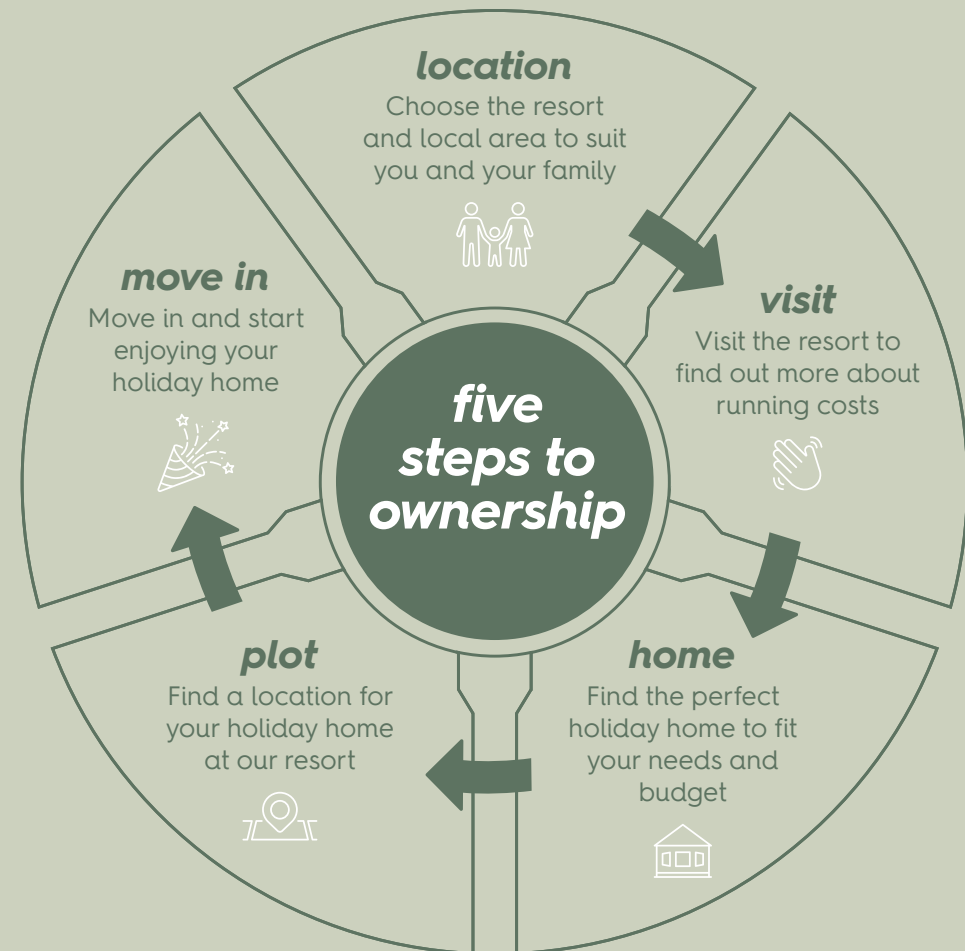 five
steps to
ownership
location
Choose the resort
and local area to suit
you and your family
visit
Visit the resort to
find out more about
running costs
home
Find the perfect
holiday home to fit
your needs and
budget
plot
Find a location for
your holiday home
at our resort
move in
Move in and start
enjoying your
holiday home